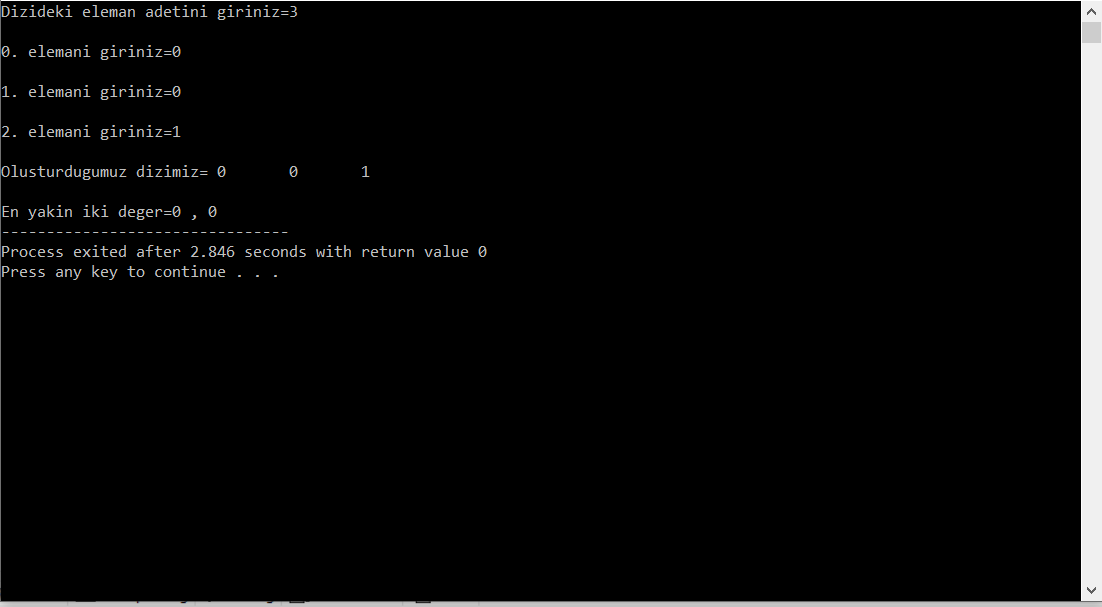 Dizideki eleman adetini giriniz=3
0. elemani giriniz=0
1. elemani giriniz=0
2. elemani giriniz=1
Olusturdugumuz dizimiz= 0 0 1
En yakin iki deger=0 , 0
--------------------------------
Process exited after 2.846 seconds with return value 0
Press any key to continue . . .